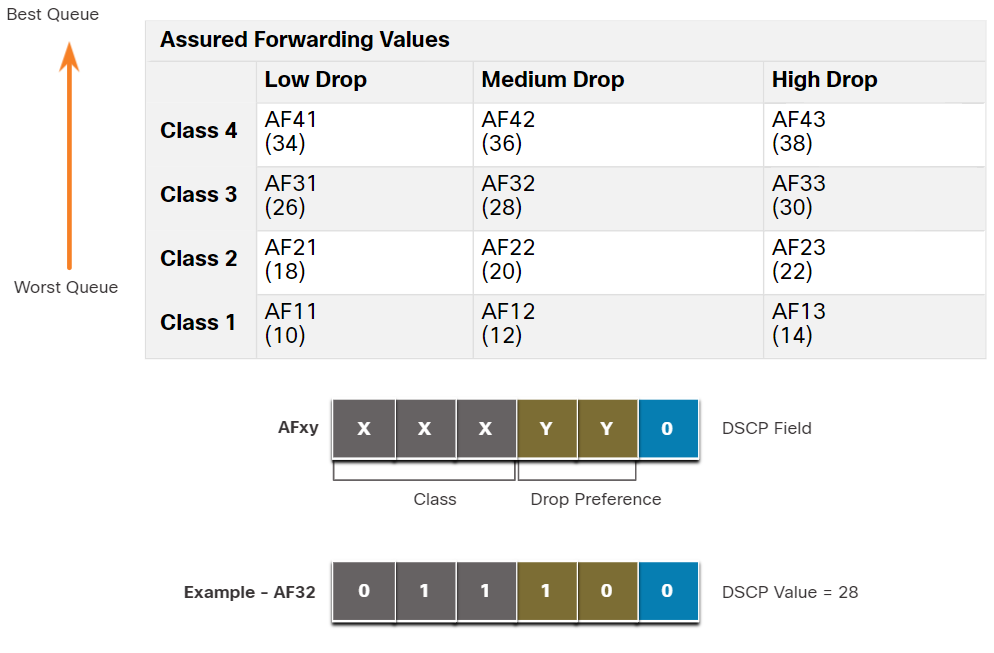 Best Queue
Assured Forwarding Values
Low Drop Medium Drop High Drop
Class 4
AF41 AF42 AF43
(34) (36) (38)
Class 3
AF31 AF32 AF33
(26) (28) (30)
Class 2
AF21 AF22 AF23
(18) (20) (22)
Worst Queue
Class 1
AF11 AF12 AF13
(10) (12) (14)
AFxy X X X Y Y 0 DSCP Field
Class Drop Preference
Example - AF32 0 1 1 1 0 0 DSCP Value = 28